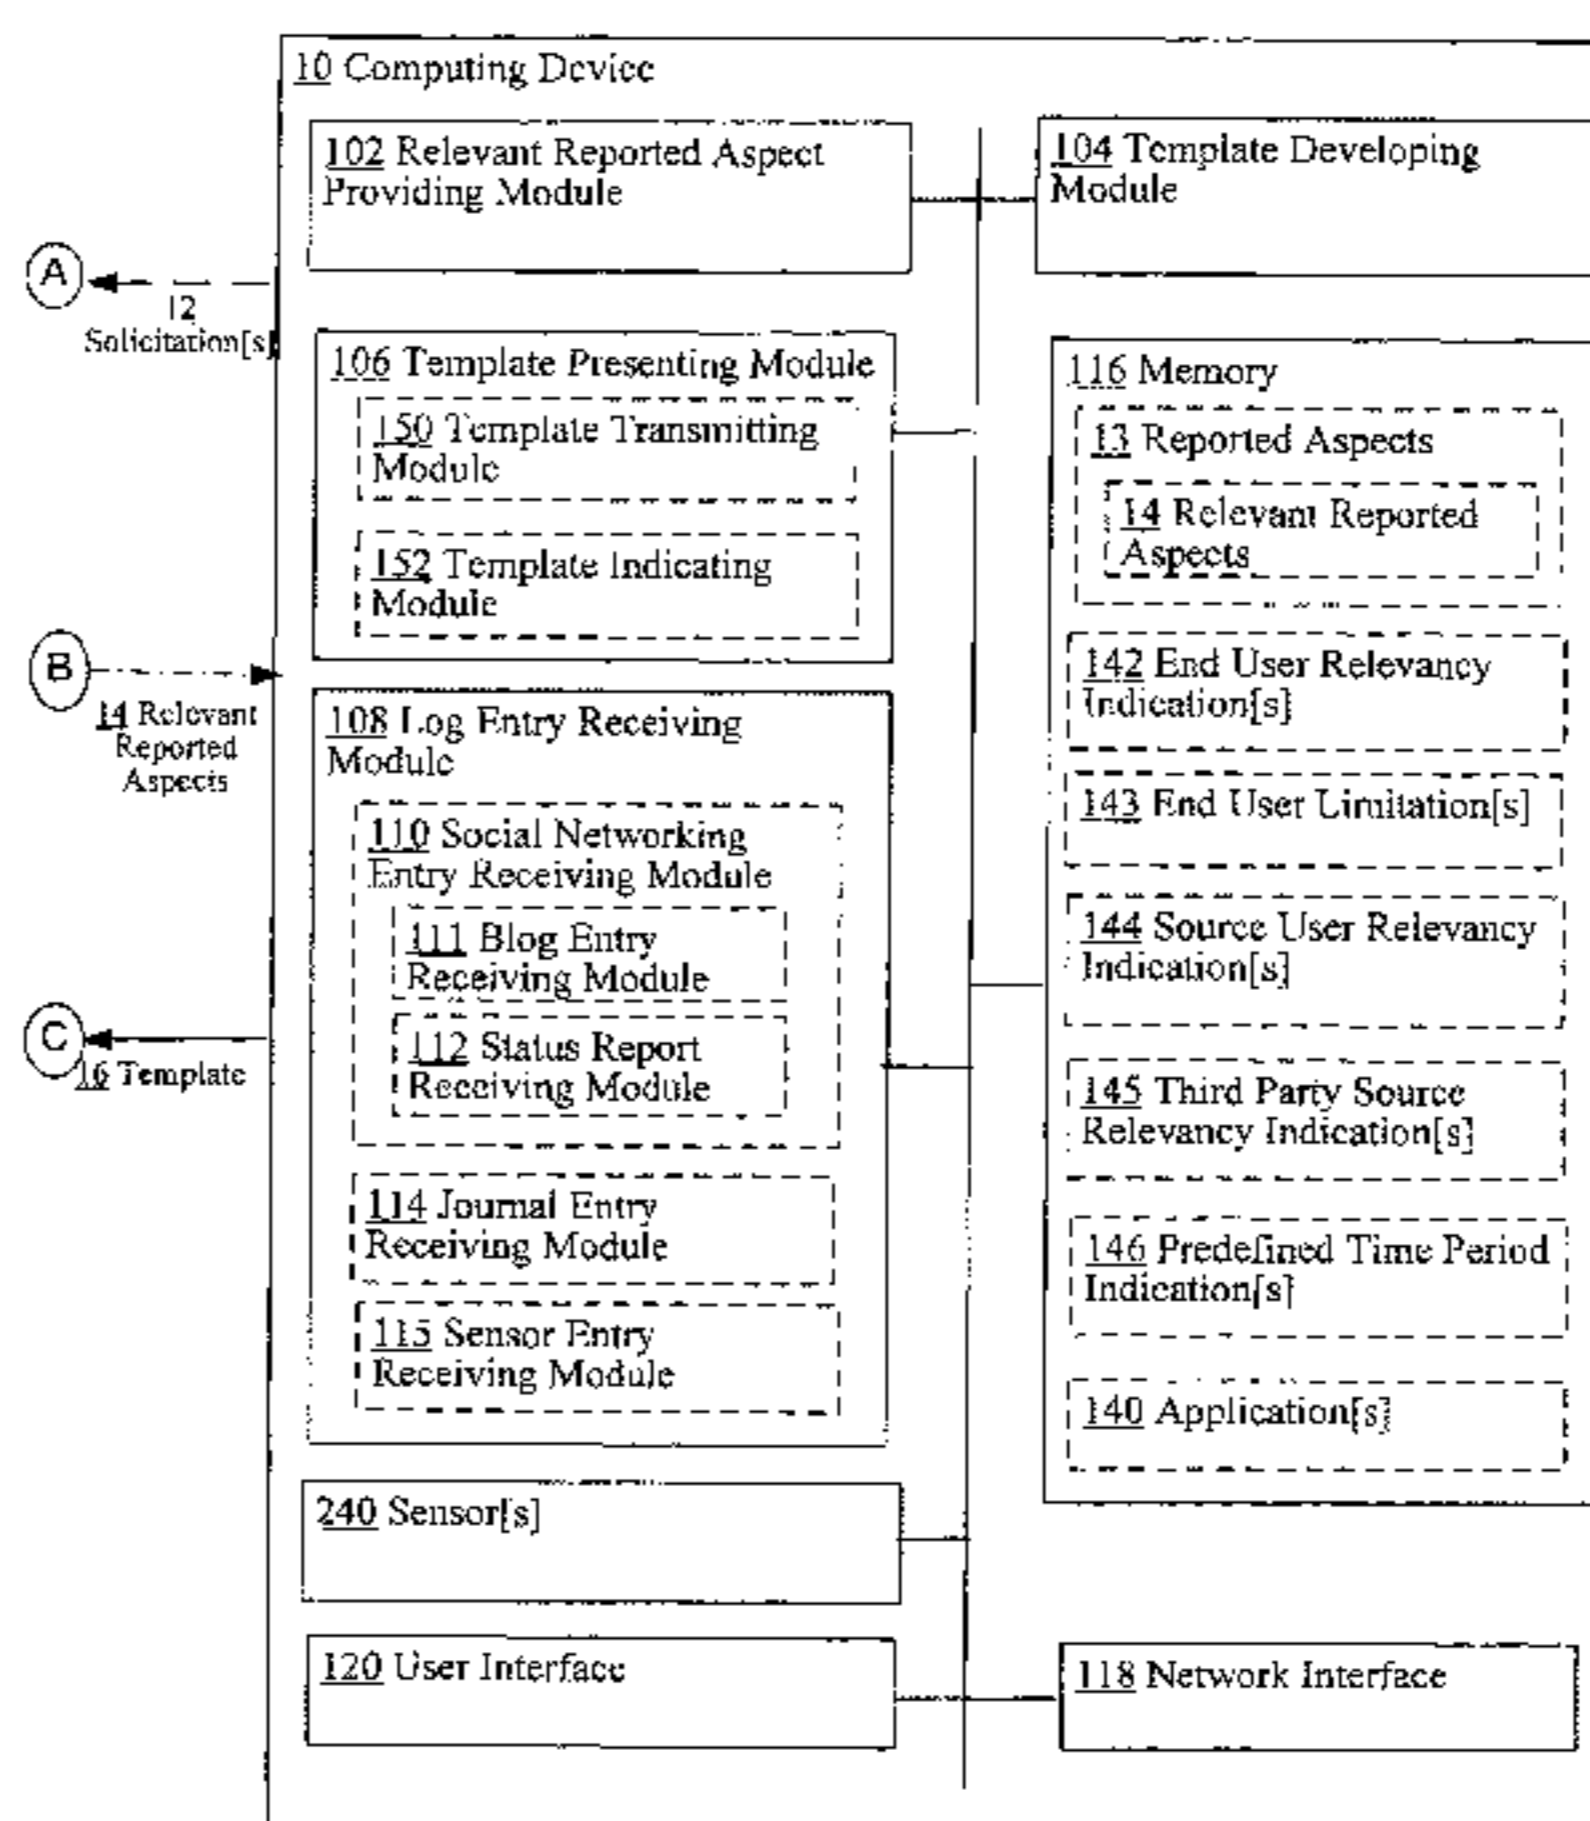 10 Computing Device
102 Relevant Reported Aspect
Providing Module
104 Template Developing
Module
A
12
Solicitation[s]
106 Template Presenting Module
150 Template Transmitting
Module
152 Template Indicating
Module
B
14 Relevant
Reported
Aspects
108 Log Entry Receiving
Module
110 Social Networking
Entry Receiving Module
111 Blog Entry
Receiving Module
112 Status Report
Receiving Module
C
16 Template
114 Journal Entry
Receiving Module
115 Sensor Entry
Receiving Module
116 Memory
13 Reported Aspects
14 Relevant Reported
Aspects
142 End User Relevancy
Indication[s]
143 End User Limitation[s]
144 Source User Relevancy
Indication[s]
145 Third Party Source
Relevancy Indication[s]
146 Predefined Time Period
Indication[s]
140 Application[s]
240 Sensor[s]
120 User Interface
118 Network Interface